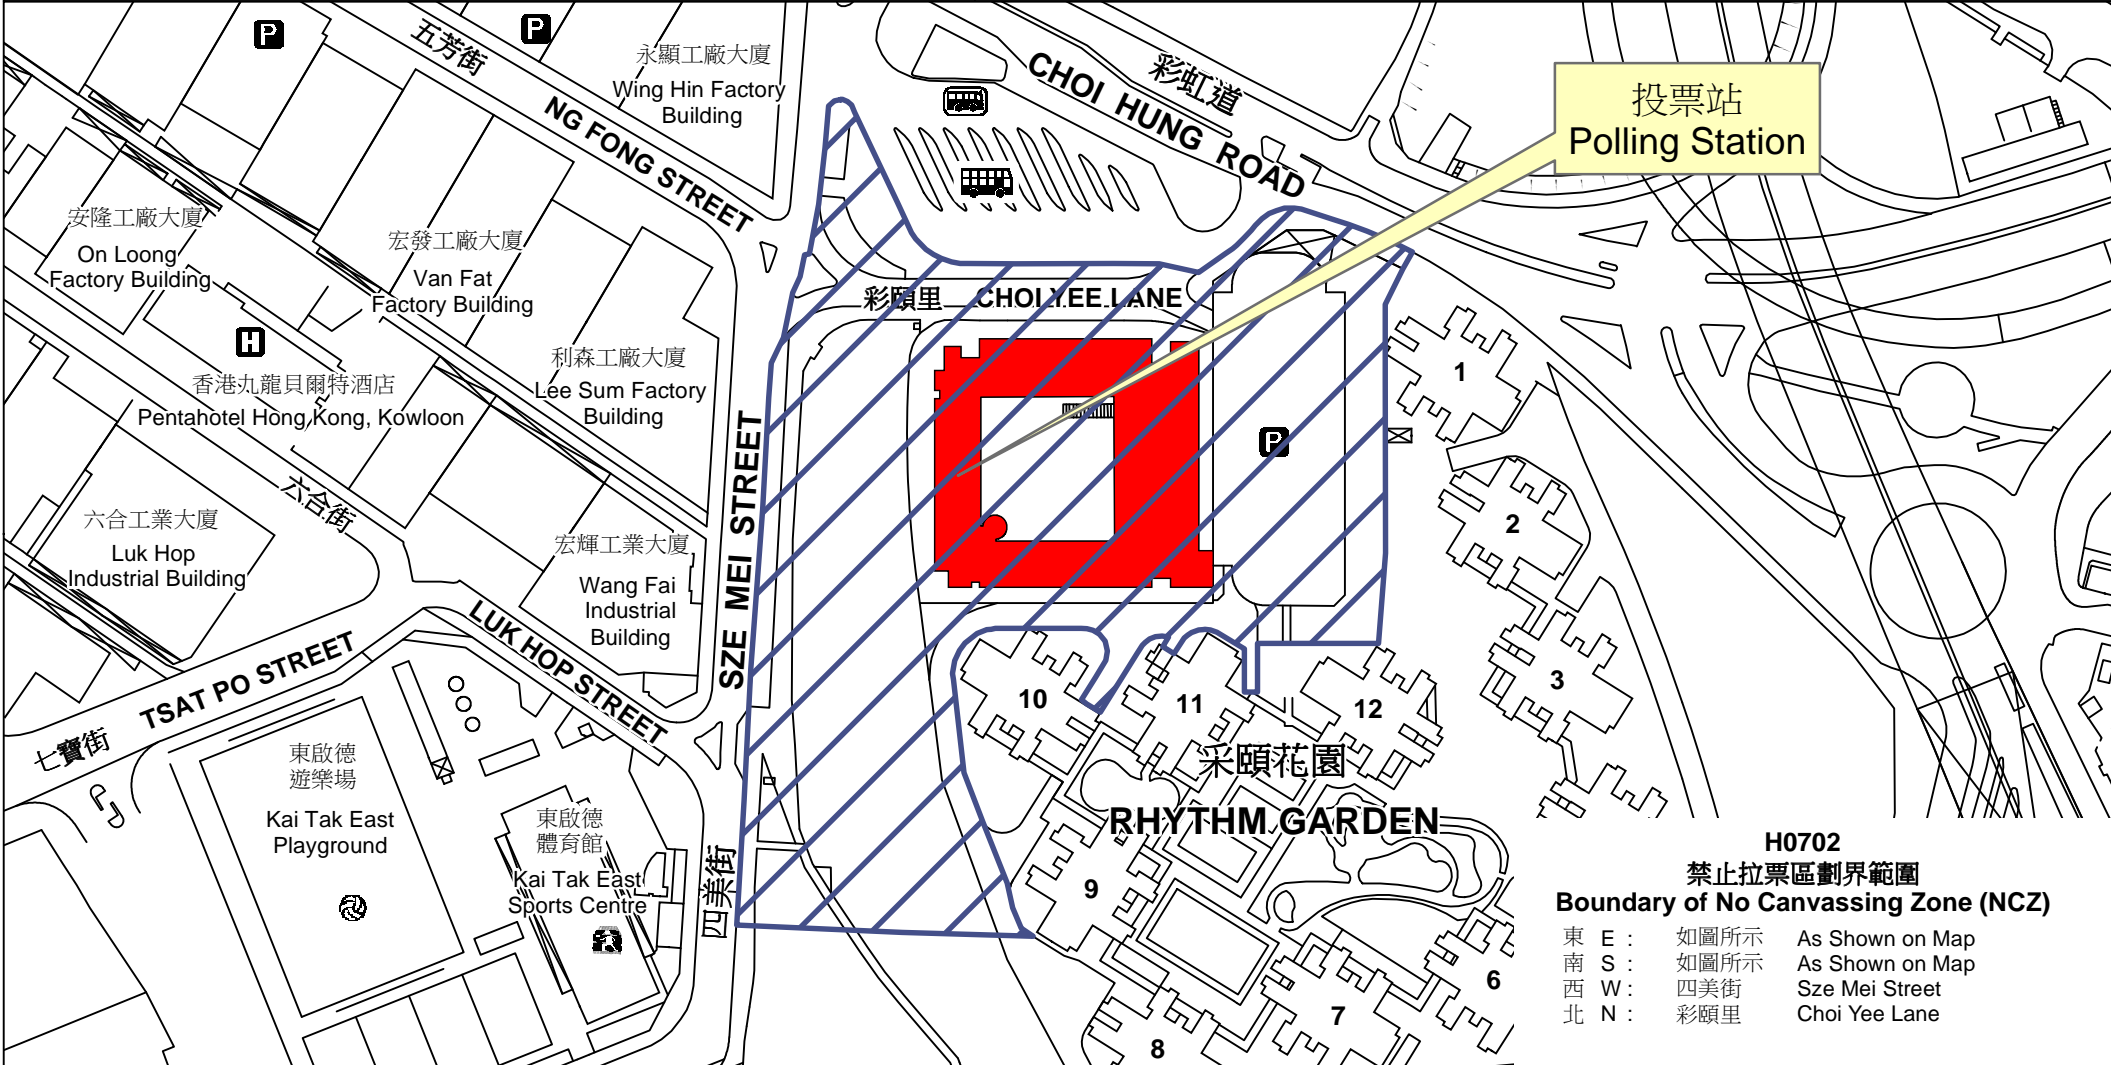 P
P
五芳街
NG FONG STREET
永顯工廠大廈
Wing Hin Factory
Building
彩虹道
CHOI HUNG ROAD
投票站
Polling Station
安隆工廠大廈
On Loong
Factory Building
宏發工廠大廈
Van Fat
Factory Building
彩頤里 CHOI YEE LANE
H
香港九龍貝爾特酒店
Pentahotel Hong Kong, Kowloon
利森工廠大廈
Lee Sum Factory
Building
SZE MEI STREET
P
1
2
3
六合街
六合工業大廈
Luk Hop
Industrial Building
宏輝工業大廈
Wang Fai
Industrial
Building
LUK HOP STREET
七寶街 TSAT PO STREET
10
11
12
采頤花園
RHYTHM GARDEN
東啟德
遊樂場
Kai Tak East
Playground
東啟德
體育館
Kai Tak East
Sports Centre
四美街
9
8
7
6
H0702
禁止拉票區劃界範圍
Boundary of No Canvassing Zone (NCZ)
東 E : 如圖所示 As Shown on Map
南 S : 如圖所示 As Shown on Map
西 W : 四美街 Sze Mei Street
北 N : 彩頤里 Choi Yee Lane